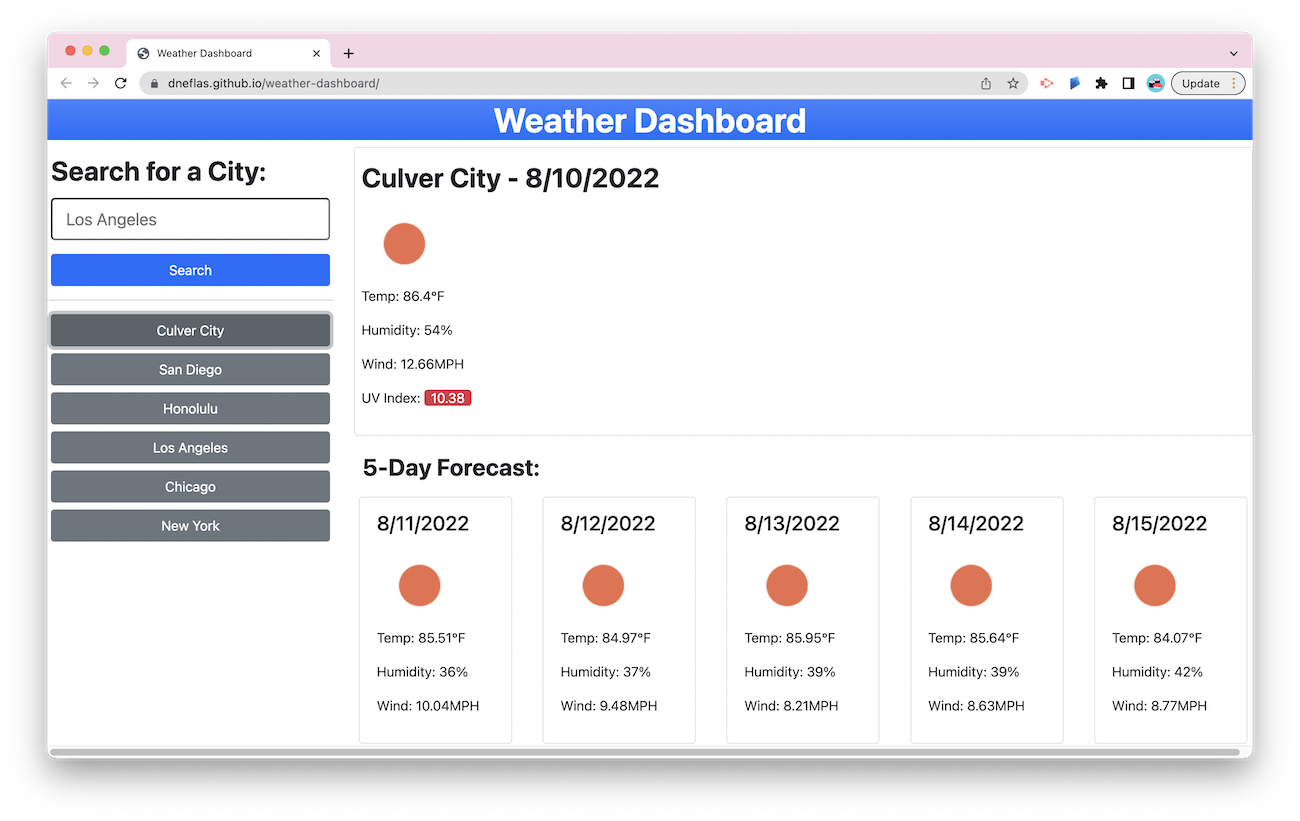 Weather Dashboard
dneflas.github.io/weather-dashboard/
Update
Weather Dashboard
Search for a City:
Los Angeles
Search
Culver City
San Diego
Honolulu
Los Angeles
Chicago
New York
Culver City - 8/10/2022
Temp: 86.4°F
Humidity: 54%
Wind: 12.66MPH
UV Index: 10.38
5-Day Forecast:
8/11/2022
Temp: 85.51°F
Humidity: 36%
Wind: 10.04MPH
8/12/2022
Temp: 84.97°F
Humidity: 37%
Wind: 9.48MPH
8/13/2022
Temp: 85.95°F
Humidity: 39%
Wind: 8.21MPH
8/14/2022
Temp: 85.64°F
Humidity: 39%
Wind: 8.63MPH
8/15/2022
Temp: 84.07°F
Humidity: 42%
Wind: 8.77MPH